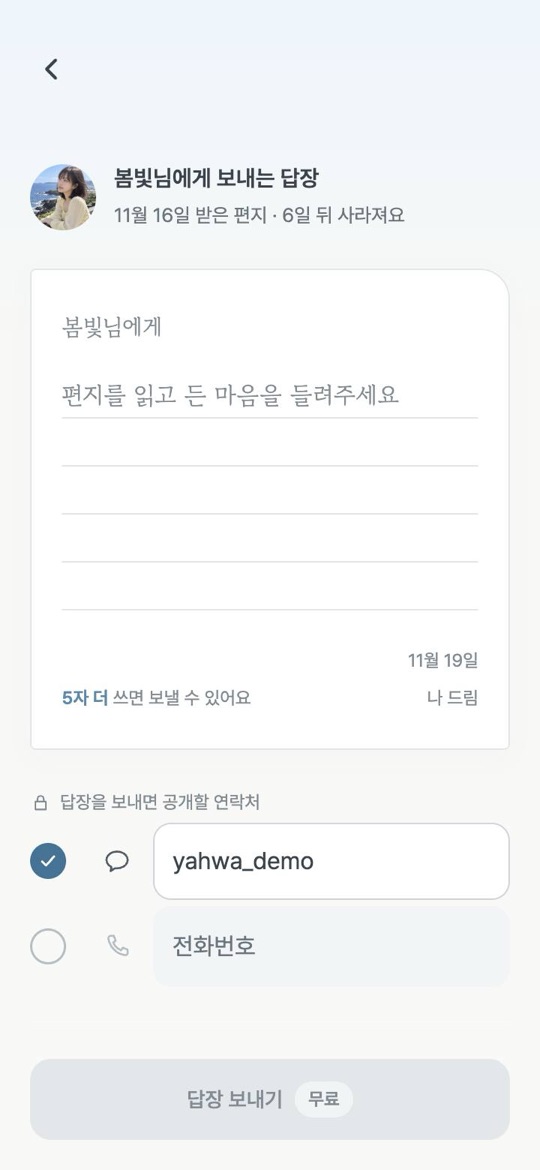 봄빛님에게 보내는 답장
11월 16일 받은 편지 · 6일 뒤 사라져요
봄빛님에게
편지를 읽고 든 마음을 들려주세요
11월 19일
5자 더 쓰면 보낼 수 있어요
나 드림
답장을 보내면 공개할 연락처
yahwa_demo
전화번호
답장 보내기 무료